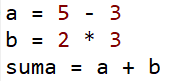 a = 5 - 3
b = 2 * 3
suma = a + b